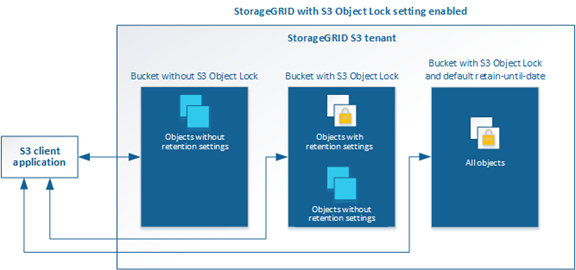 StorageGRID with S3 Object Lock setting enabled
StorageGRID S3 tenant
Bucket without S3 Object Lock
Objects without
retention settings
Bucket with S3 Object Lock
Objects with
retention settings
Objects without
retention settings
Bucket with S3 Object Lock
and default retain-until-date
All objects
S3 client
application